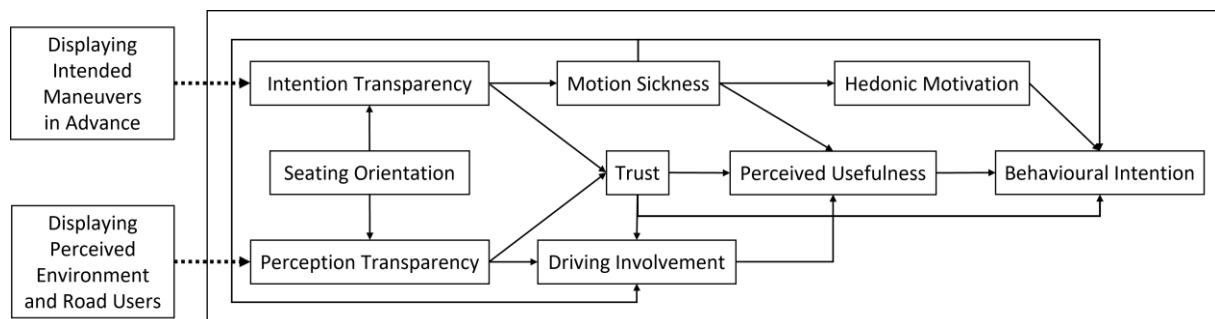 Displaying
Intended
Maneuvers
in Advance
Intention Transparency
Motion Sickness
Hedonic Motivation
Seating Orientation
Trust
Perceived Usefulness
Behavioural Intention
Displaying
Perceived
Environment
and Road Users
Perception Transparency
Driving Involvement